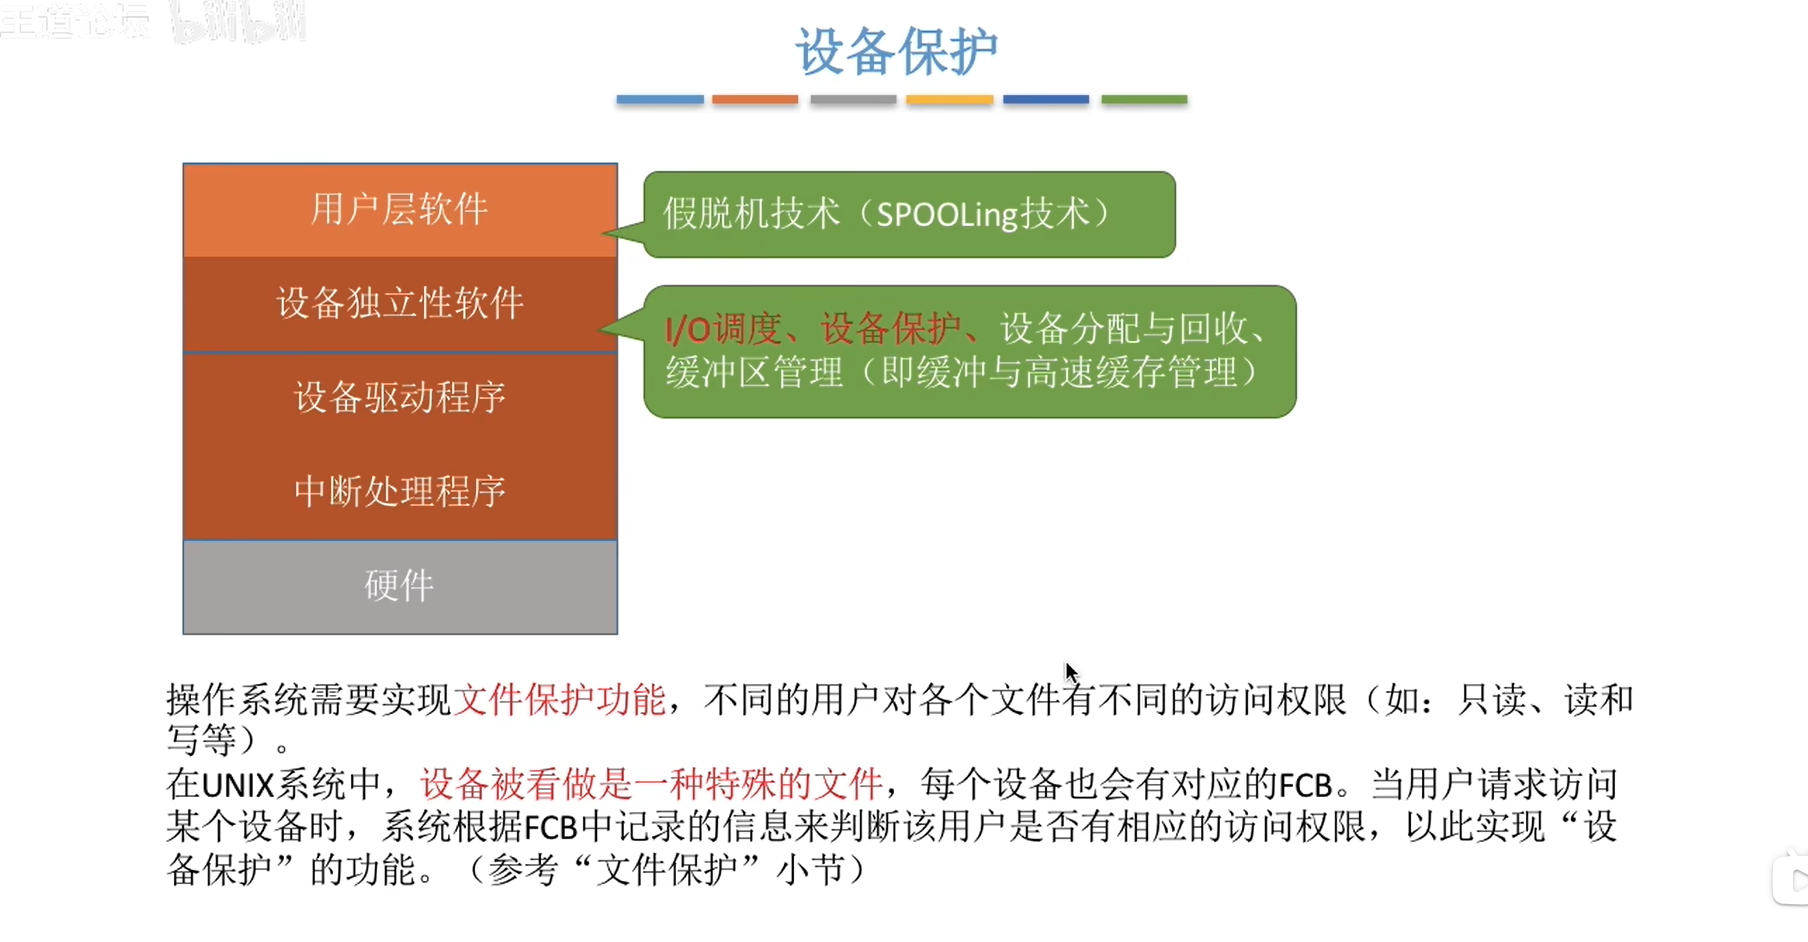 王道论坛 bilibili
设备保护
用户层软件
假脱机技术（SPOOLing技术）
设备独立性软件
I/O调度、设备保护、设备分配与回收、
缓冲区管理（即缓冲与高速缓存管理）
设备驱动程序
中断处理程序
硬件
操作系统需要实现文件保护功能，不同的用户对各个文件有不同的访问权限（如：只读、读和
写等）。
在UNIX系统中，设备被看做是一种特殊的文件，每个设备也会有对应的FCB。当用户请求访问
某个设备时，系统根据FCB中记录的信息来判断该用户是否有相应的访问权限，以此实现“设
备保护”的功能。（参考“文件保护”小节）